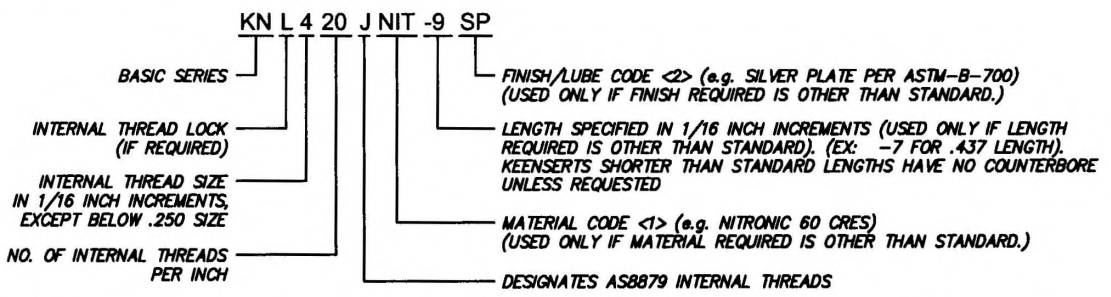 KN L 4 20 J NIT -9 SP
BASIC SERIES
INTERNAL THREAD LOCK
(IF REQUIRED)
INTERNAL THREAD SIZE
IN 1/16 INCH INCREMENTS,
EXCEPT BELOW .250 SIZE
NO. OF INTERNAL THREADS
PER INCH
FINISH/LUBE CODE <2> (e.g. SILVER PLATE PER ASTM-B-700)
(USED ONLY IF FINISH REQUIRED IS OTHER THAN STANDARD.)
LENGTH SPECIFIED IN 1/16 INCH INCREMENTS (USED ONLY IF LENGTH
REQUIRED IS OTHER THAN STANDARD). (EX: -7 FOR .437 LENGTH).
KEENSERTS SHORTER THAN STANDARD LENGTHS HAVE NO COUNTERBORE
UNLESS REQUESTED
MATERIAL CODE <1> (e.g. NITRONIC 60 CRES)
(USED ONLY IF MATERIAL REQUIRED IS OTHER THAN STANDARD.)
DESIGNATES AS8879 INTERNAL THREADS